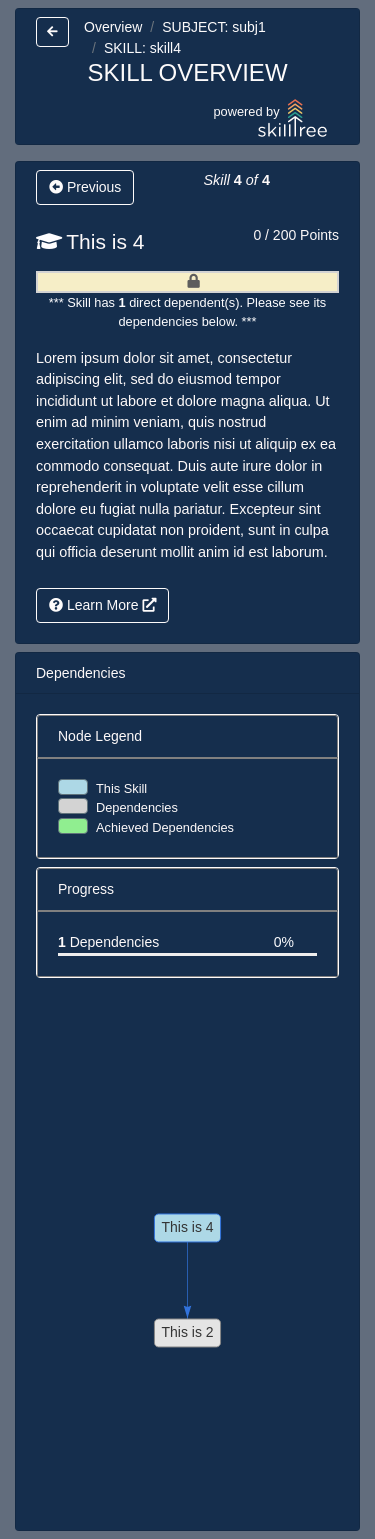 Overview / SUBJECT: subj1
/ SKILL: skill4
SKILL OVERVIEW
powered by
skilltree
Previous
Skill 4 of 4
This is 4
0 / 200 Points
*** Skill has 1 direct dependent(s). Please see its
dependencies below. ***
Lorem ipsum dolor sit amet, consectetur
adipiscing elit, sed do eiusmod tempor
incididunt ut labore et dolore magna aliqua. Ut
enim ad minim veniam, quis nostrud
exercitation ullamco laboris nisi ut aliquip ex ea
commodo consequat. Duis aute irure dolor in
reprehenderit in voluptate velit esse cillum
dolore eu fugiat nulla pariatur. Excepteur sint
occaecat cupidatat non proident, sunt in culpa
qui officia deserunt mollit anim id est laborum.
Learn More
Dependencies
Node Legend
This Skill
Dependencies
Achieved Dependencies
Progress
1 Dependencies 0%
This is 4
This is 2